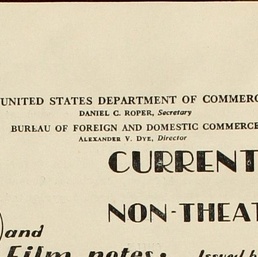 UNITED STATES DEPARTMENT OF COMMERC
DANIEL C. ROPER, Secretary
BUREAU OF FOREIGN AND DOMESTIC COMMERCE
ALEXANDER V. DYE, Director
CURRENT
NON-THEAT
and
Film notes.
Issued b